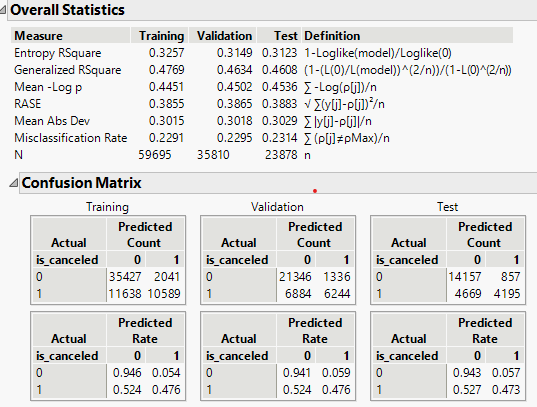 Overall Statistics
Measure Training Validation Test Definition
Entropy RSquare 0.3257 0.3149 0.3123 1-Loglike(model)/Loglike(0)
Generalized RSquare 0.4769 0.4634 0.4608 (1-(L(0)/L(model))^(2/n))/(1-L(0)^(2/n))
Mean -Log p 0.4451 0.4502 0.4536 ∑ -Log(ρ[j])/n
RASE 0.3855 0.3865 0.3883 √ ∑(y[j]-ρ[j])²/n
Mean Abs Dev 0.3015 0.3018 0.3029 ∑ |y[j]-ρ[j]|/n
Misclassification Rate 0.2291 0.2295 0.2314 ∑ (ρ[j]≠ρMax)/n
N 59695 35810 23878 n
Confusion Matrix
Training Validation Test
Predicted Predicted Predicted
Actual Count Actual Count Actual Count
is_canceled 0 1 is_canceled 0 1 is_canceled 0 1
0 35427 2041 0 21346 1336 0 14157 857
1 11638 10589 1 6884 6244 1 4669 4195
Predicted Predicted Predicted
Actual Rate Actual Rate Actual Rate
is_canceled 0 1 is_canceled 0 1 is_canceled 0 1
0 0.946 0.054 0 0.941 0.059 0 0.943 0.057
1 0.524 0.476 1 0.524 0.476 1 0.527 0.473